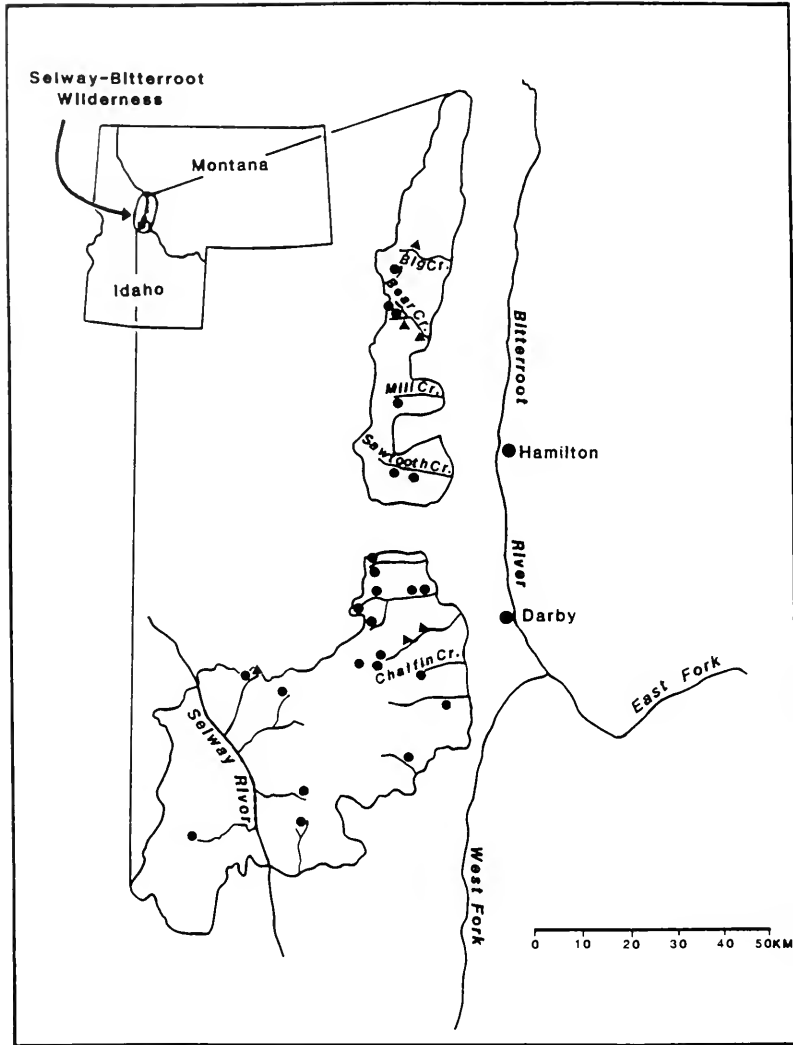 Selway-Bitterroot
Wilderness
Montana
Idaho
Big Cr.
Bear Cr.
Mill Cr.
Sawtooth Cr.
Bitterroot
River
Hamilton
Darby
Chaffin Cr.
East Fork
West Fork
Selway River
0 10 20 30 40 50KM